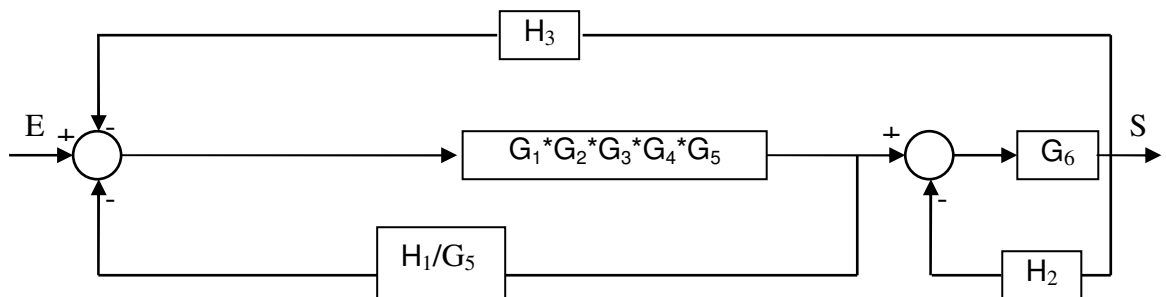 H₃
E
S
+
-
G₁*G₂*G₃*G₄*G₅
+
G₆
-
-
H₁/G₅
H₂